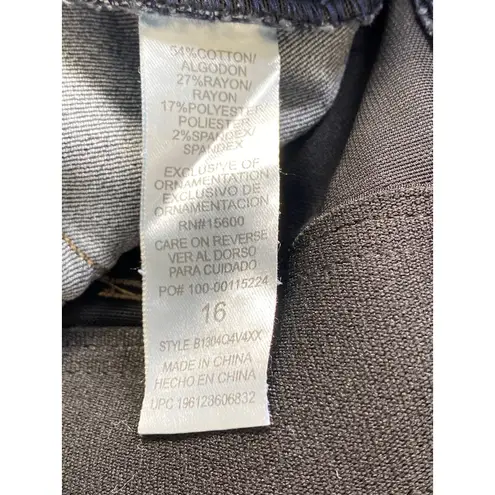 54%COTTON/
ALGODON
27%RAYON/
RAYON
17%POLYESTER/
POLIESTER
2%SPANDEX/
SPANDEX
EXCLUSIVE OF
ORNAMENTATION
EXCLUSIVO DE
ORNAMENTACION
RN#15600
CARE ON REVERSE
VER AL DORSO
PARA CUIDADO
PO# 100-00115224
16
STYLE B1304Q4V4XX
MADE IN CHINA
HECHO EN CHINA
UPC 196128606832